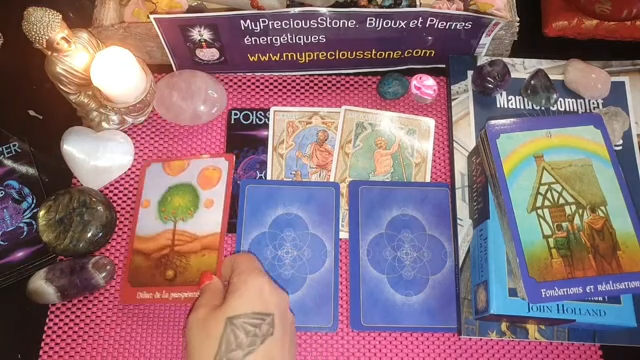 MyPreciousStone. Bijoux et Pierres
énergétiques
www.mypreciousstone.com
POISS
CER
Manuel Complet
Début de la prospérité
Fondations et réalisation
JOHN HOLLAND